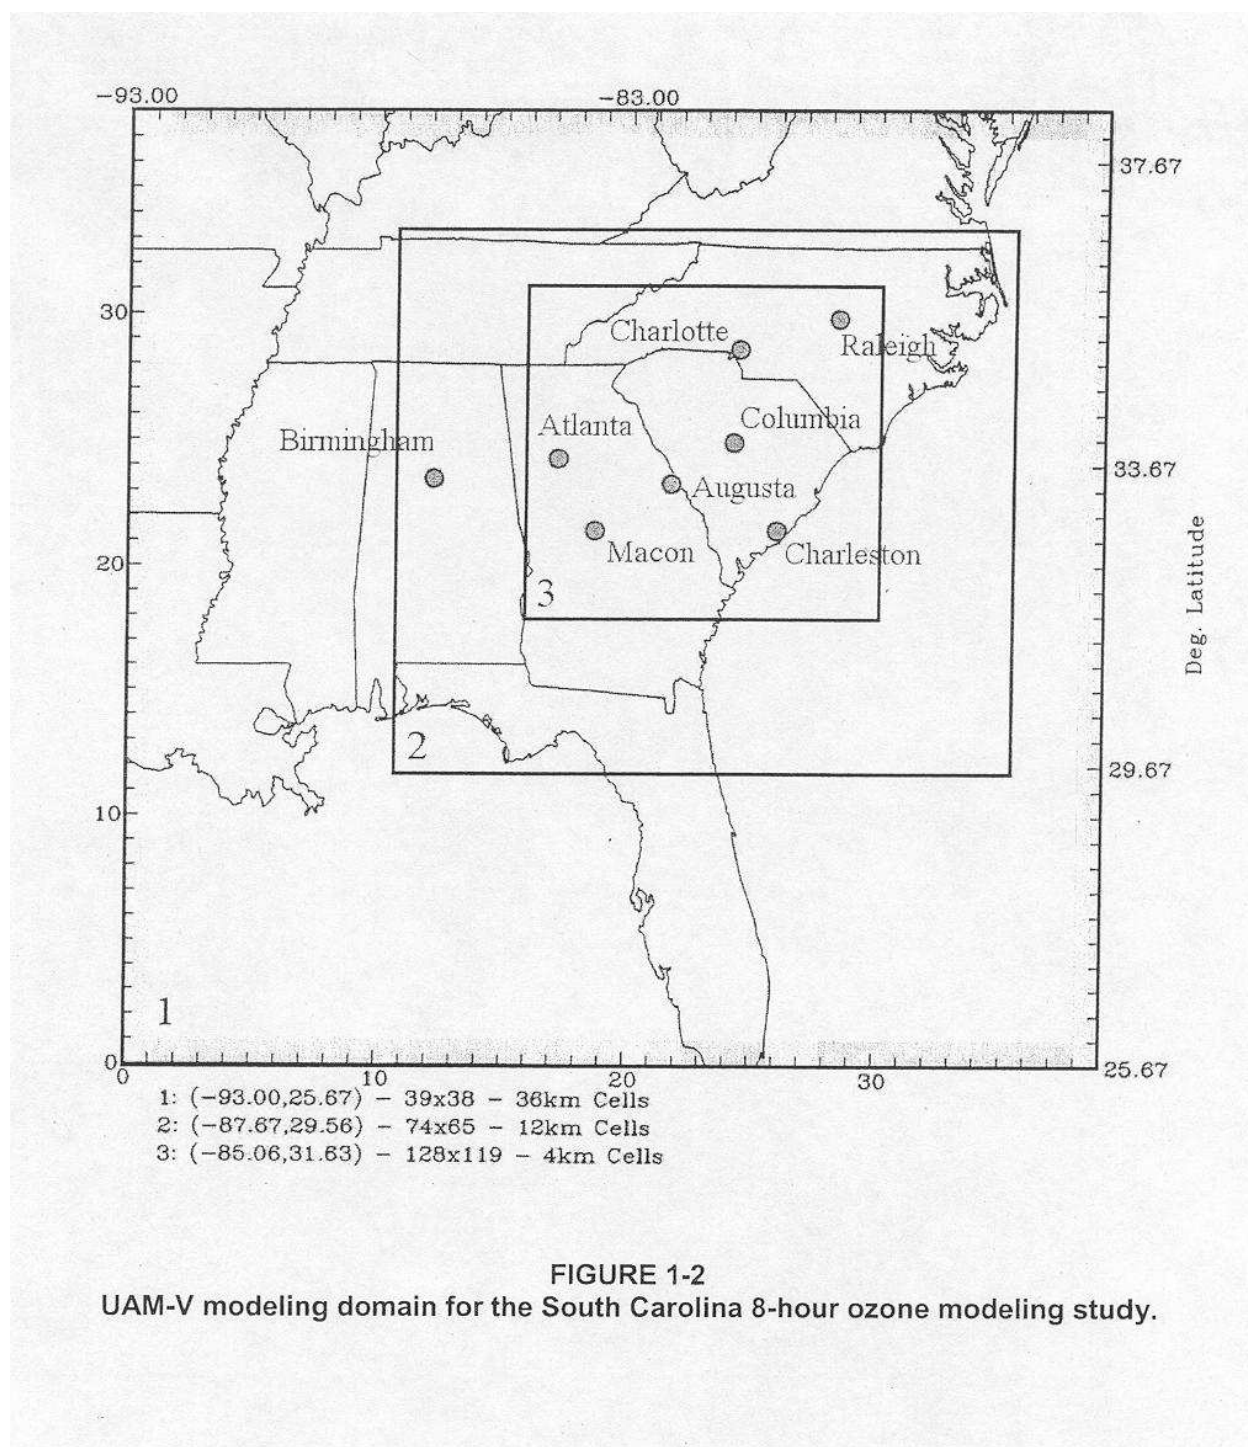 -93.00 -83.00
37.67
30
Charlotte
Raleigh
Columbia
Atlanta
Birmingham
33.67
Augusta
Macon
Charleston
20
3
Deg. Latitude
2
29.67
10
1
0
25.67
0 10 20 30
1: (-93.00,25.67) - 39x38 - 36km Cells
2: (-87.67,29.56) - 74x65 - 12km Cells
3: (-85.06,31.63) - 128x119 - 4km Cells
FIGURE 1-2
UAM-V modeling domain for the South Carolina 8-hour ozone modeling study.